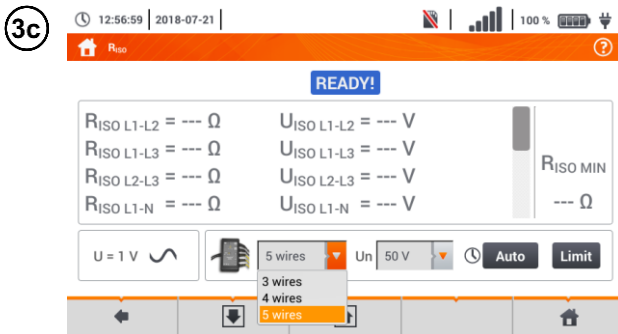 3c
12:56:59 2018-07-21 100 %
RISO ?
READY!
RISO L1-L2 = --- Ω UISO L1-L2 = --- V
RISO L1-L3 = --- Ω UISO L1-L3 = --- V
RISO L2-L3 = --- Ω UISO L2-L3 = --- V
RISO L1-N = --- Ω UISO L1-N = --- V
RISO MIN
--- Ω
U = 1 V 5 wires Un 50 V Auto Limit
3 wires
4 wires
5 wires